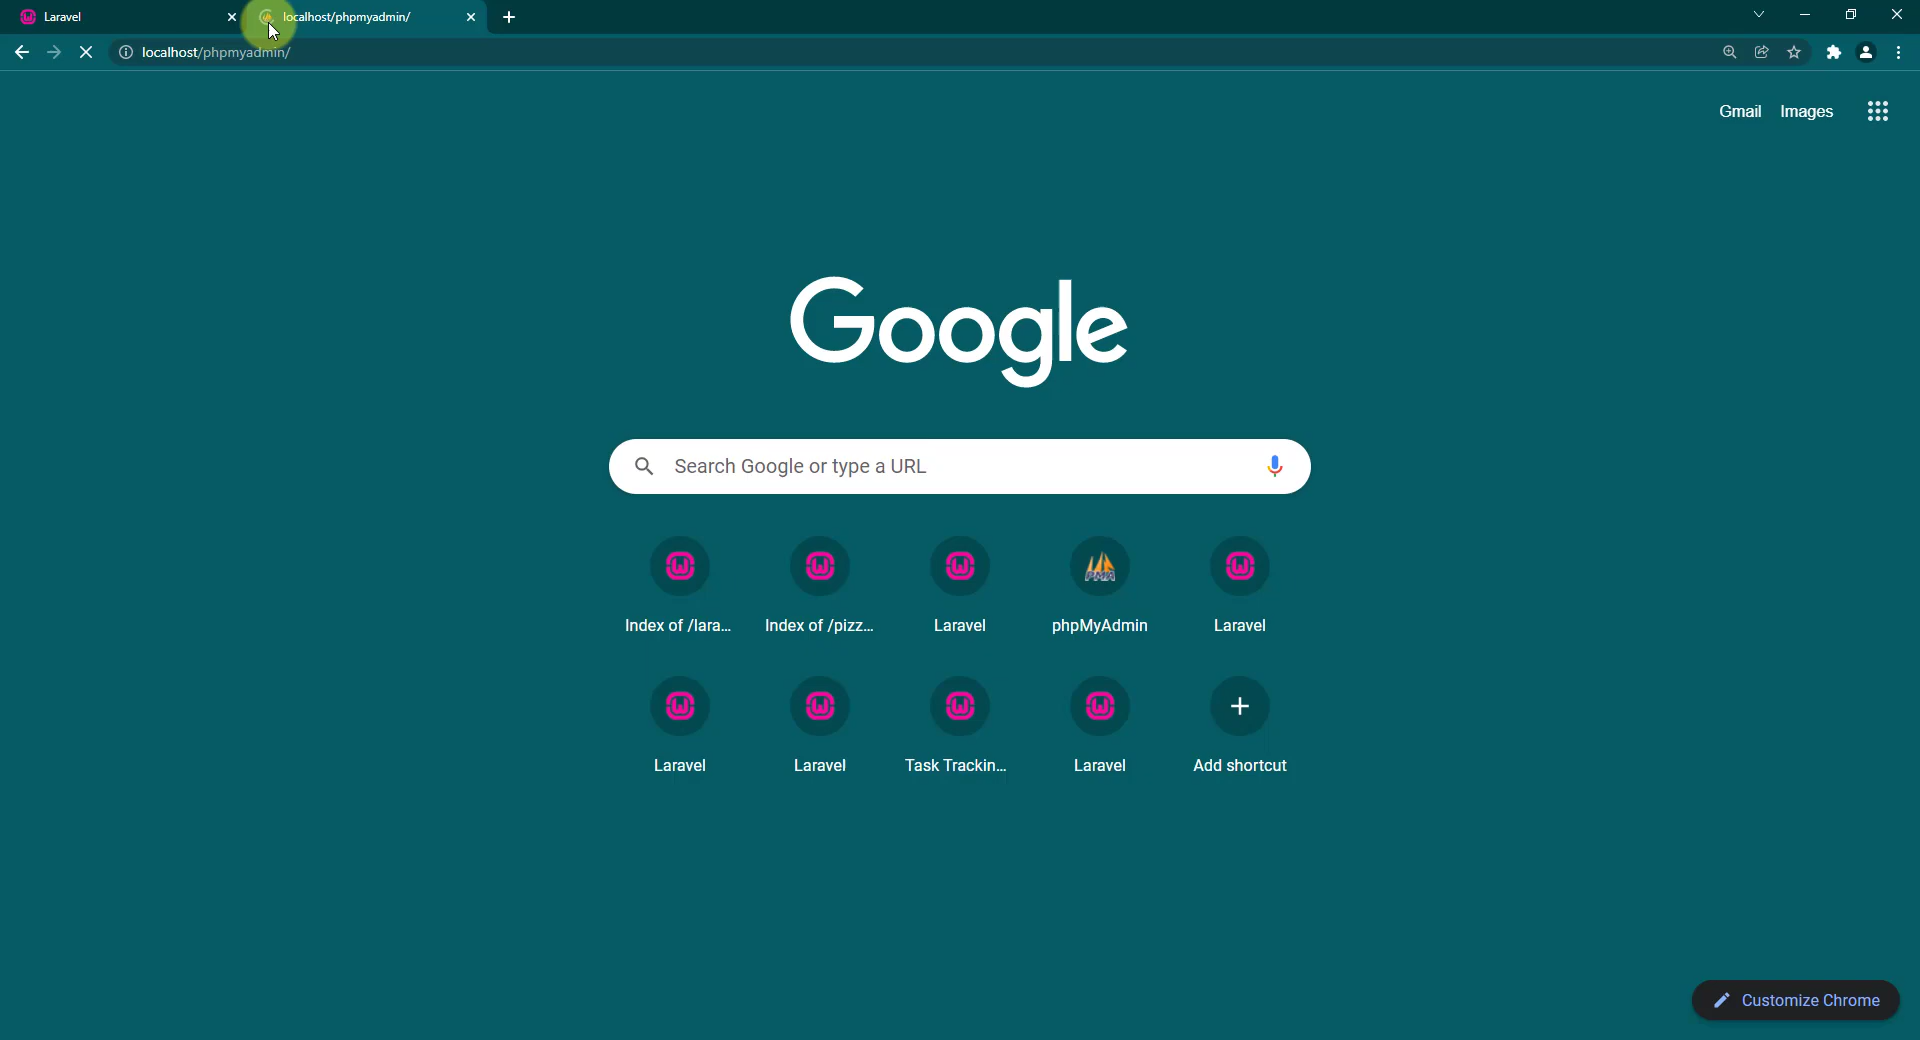 Laravel
localhost/phpmyadmin/
localhost/phpmyadmin/
Gmail Images
Google
Search Google or type a URL
Index of /lara...
Index of /pizz...
Laravel
phpMyAdmin
Laravel
Laravel
Laravel
Task Trackin...
Laravel
Add shortcut
Customize Chrome